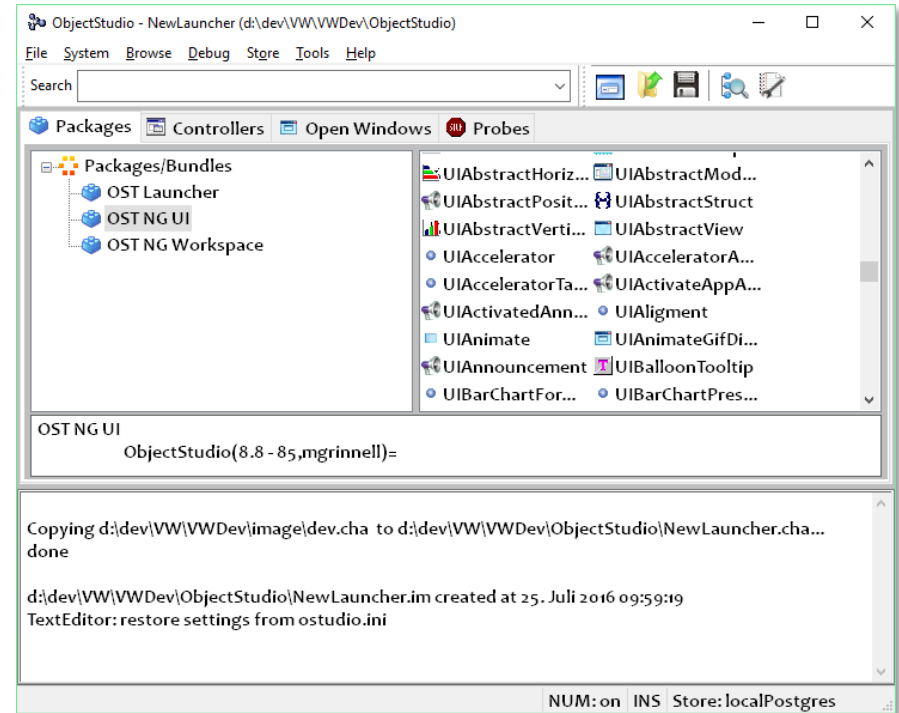 ObjectStudio - NewLauncher (d:\dev\VW\VWDev\ObjectStudio)
File System Browse Debug Store Tools Help
Search
Packages Controllers Open Windows Probes
Packages/Bundles
OST Launcher
OST NG UI
OST NG Workspace
UIAbstractHoriz... UIAbstractMod...
UIAbstractPosit... UIAbstractStruct
UIAbstractVerti... UIAbstractView
UIAccelerator UIAcceleratorA...
UIAcceleratorTa... UIActivateAppA...
UIActivatedAnn... UIAligment
UIAnimate UIAnimateGifDi...
UIAnnouncement UIBalloonTooltip
UIBarChartFor... UIBarChartPres...
OST NG UI
ObjectStudio(8.8 - 85,mgrinnell)=
Copying d:\dev\VW\VWDev\image\dev.cha to d:\dev\VW\VWDev\ObjectStudio\NewLauncher.cha...
done
d:\dev\VW\VWDev\ObjectStudio\NewLauncher.im created at 25. Juli 2016 09:59:19
TextEditor: restore settings from ostudio.ini
NUM: on INS Store: localPostgres